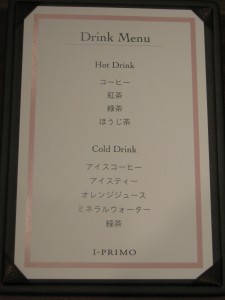 Drink Menu
Hot Drink
コーヒー
紅茶
緑茶
ほうじ茶
Cold Drink
アイスコーヒー
アイスティー
オレンジジュース
ミネラルウォーター
緑茶
I-PRIMO